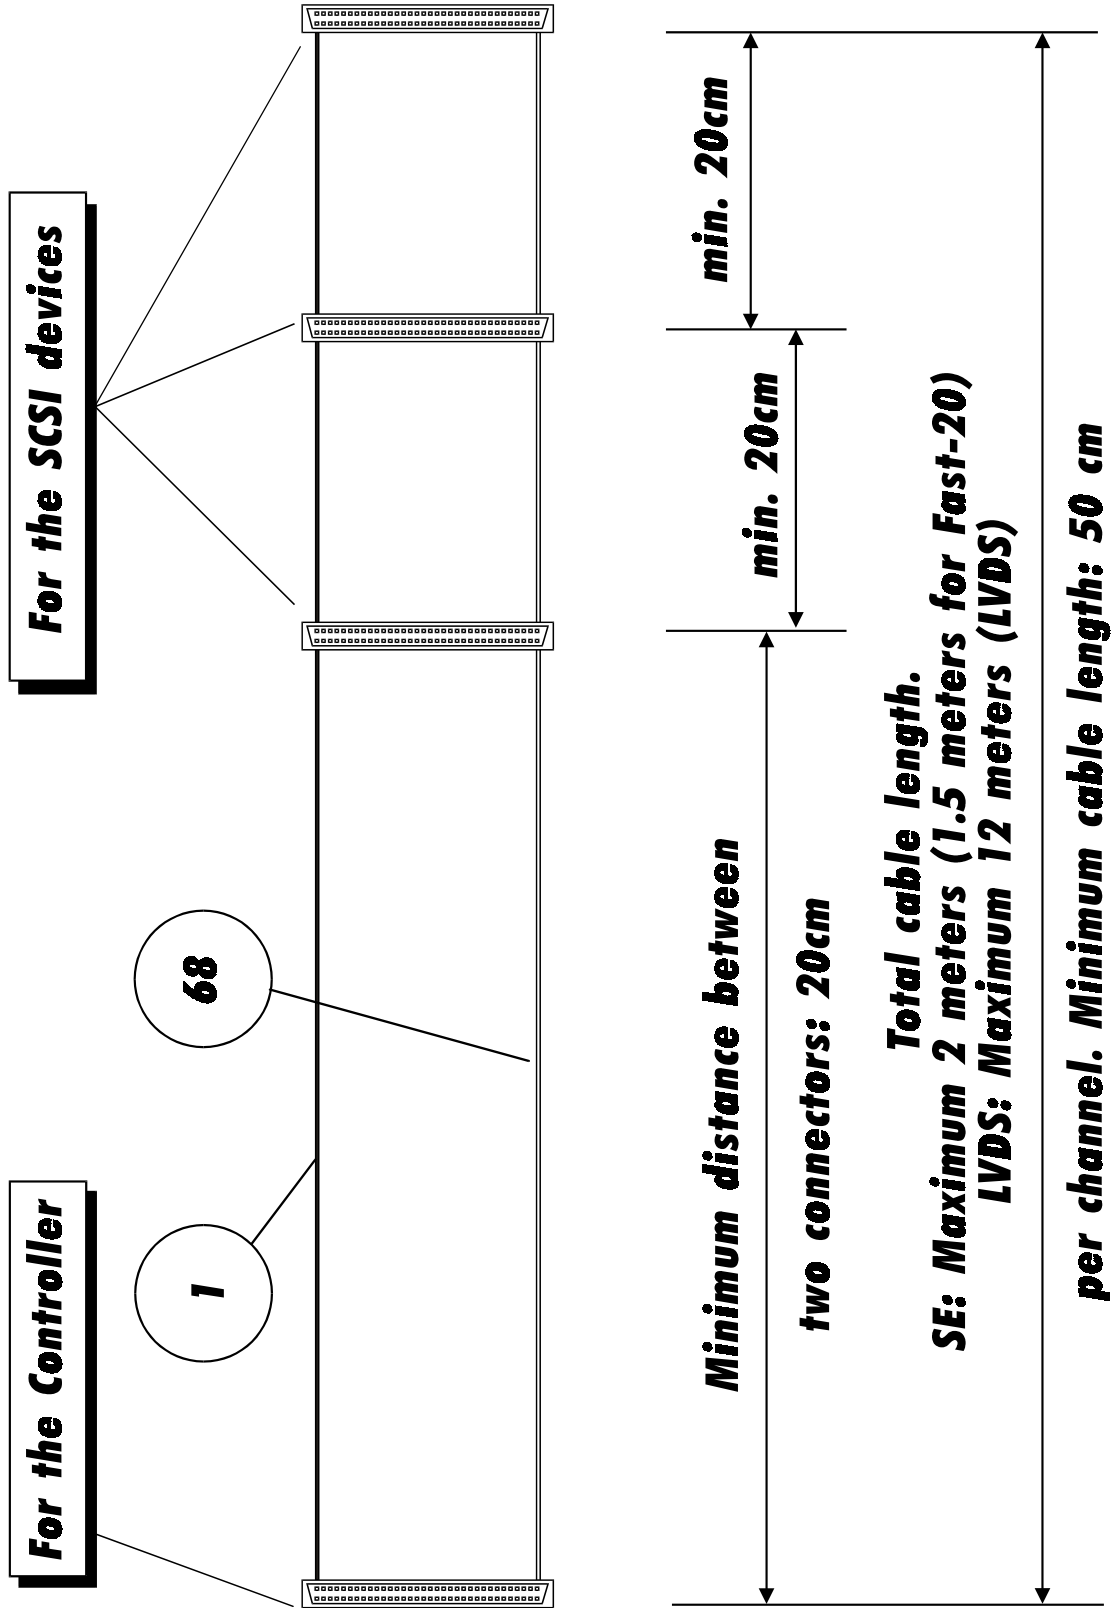 For the Controller
For the SCSI devices
1
68
min. 20cm
min. 20cm
Minimum distance between
two connectors: 20cm
Total cable length.
SE: Maximum 2 meters (1.5 meters for Fast-20)
LVDS: Maximum 12 meters (LVDS)
per channel. Minimum cable length: 50 cm